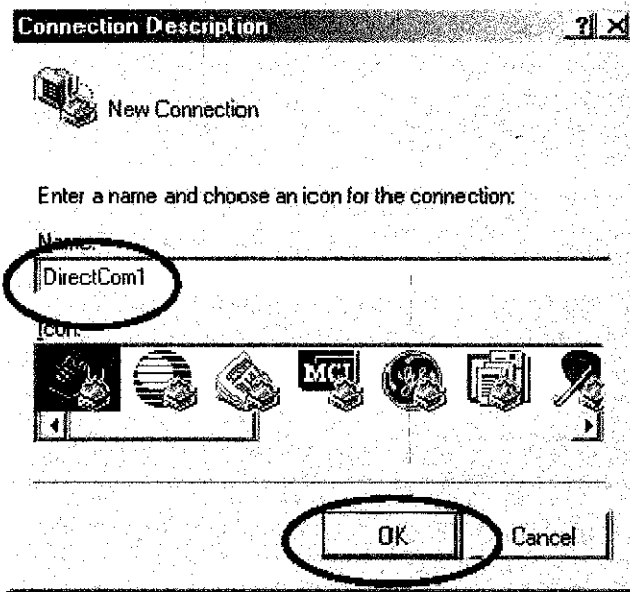 Connection Description
New Connection
Enter a name and choose an icon for the connection:
Name:
DirectCom1
Icon:
MCI
OK
Cancel